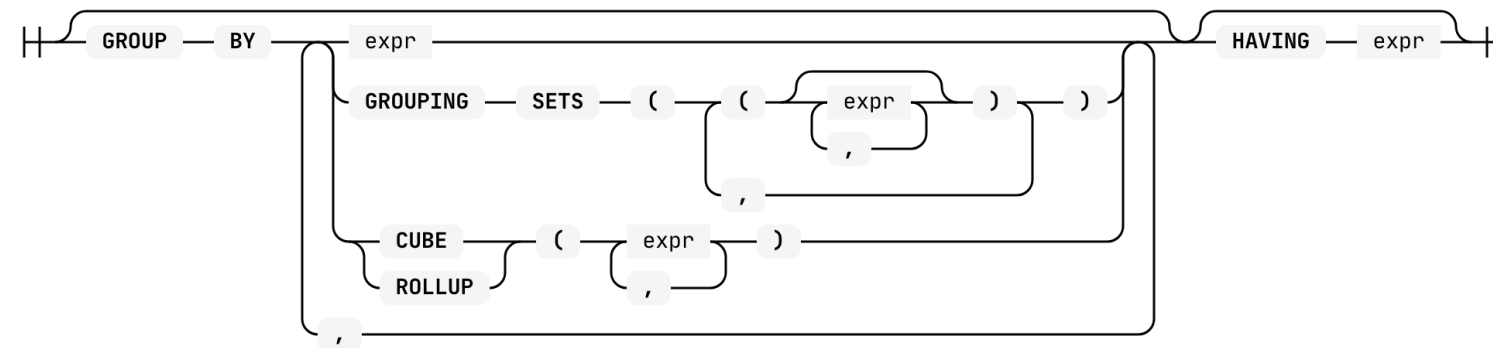 GROUP BY expr HAVING expr
GROUPING SETS ( ( expr ) )
,
,
CUBE ( expr )
ROLLUP ,
,